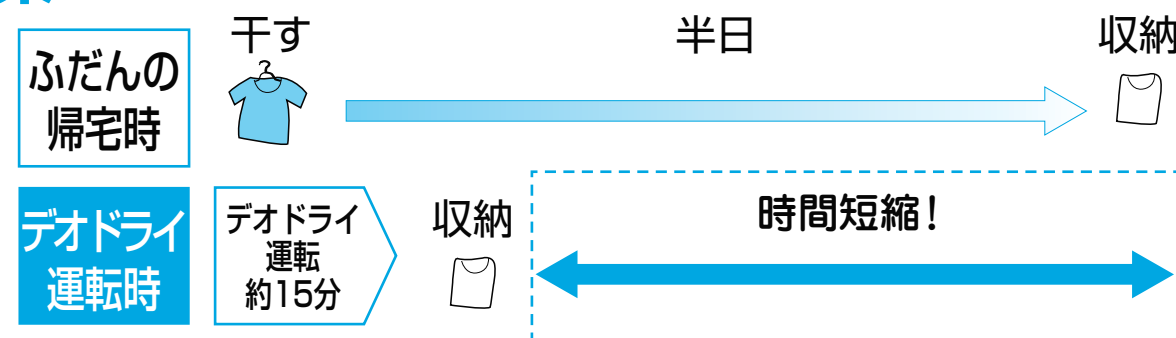 ふだんの
帰宅時
干す
半日
収納
デオドライ
運転時
デオドライ
運転
約15分
収納
時間短縮!